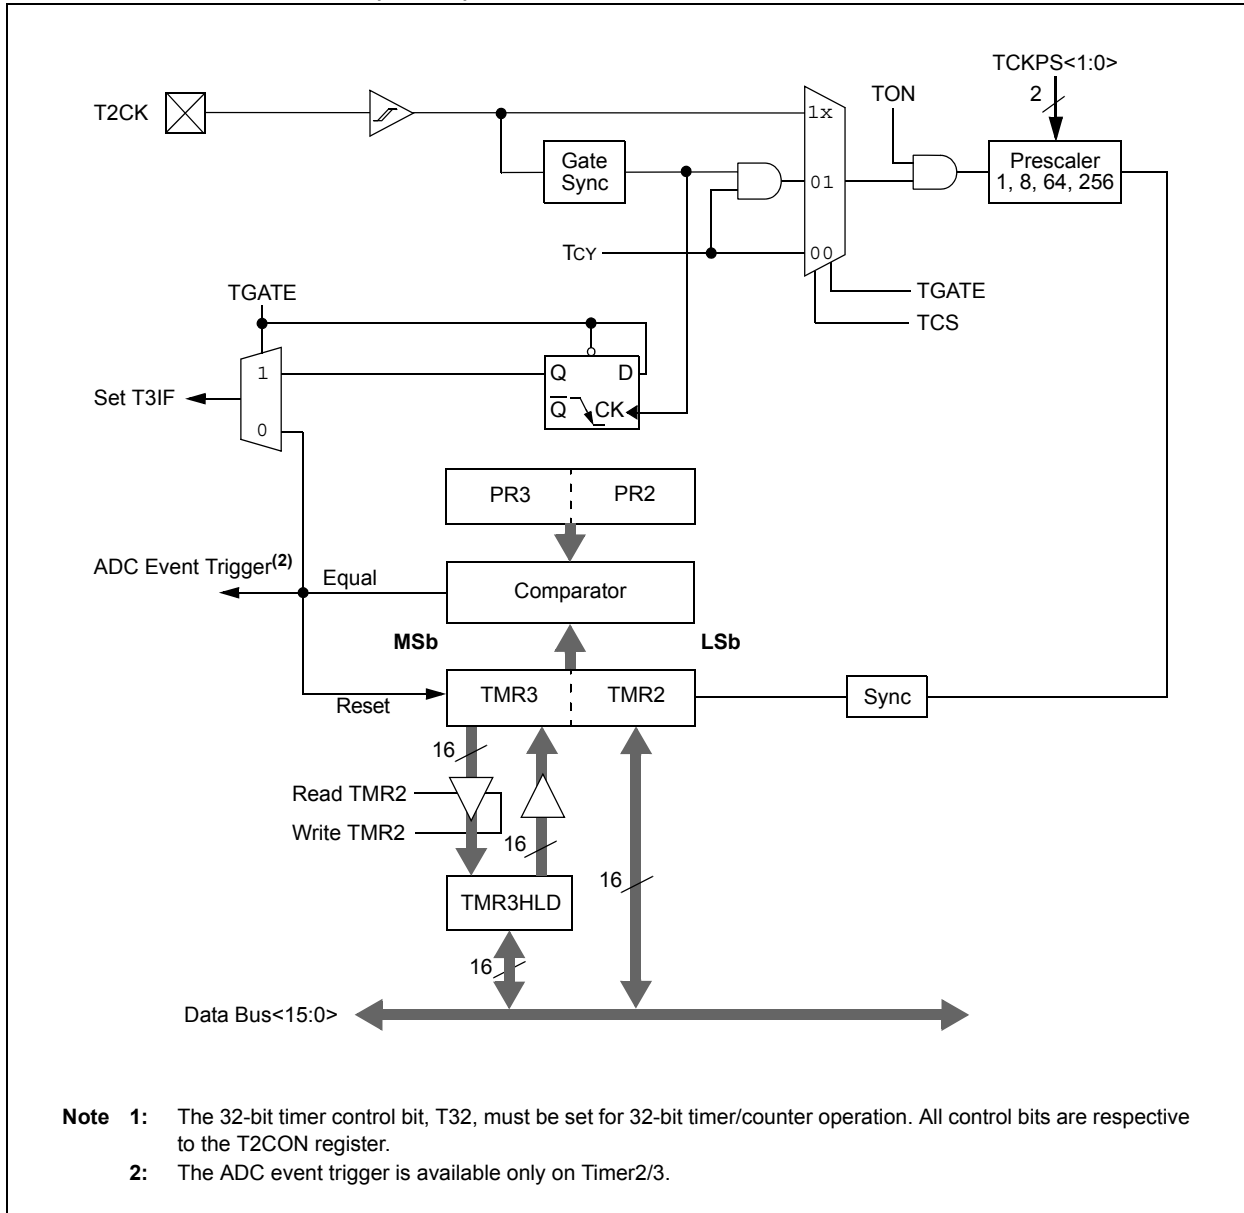 TCKPS<1:0>
2
TON
T2CK
1x
Gate
Sync
Prescaler
1, 8, 64, 256
01
TCY
00
TGATE
TCS
TGATE
1
Q D
Set T3IF
Q CK
0
PR3 PR2
ADC Event Trigger(2)
Equal
Comparator
MSb LSb
TMR3 TMR2
Sync
Reset
16
Read TMR2
Write TMR2
16
16
TMR3HLD
16
Data Bus<15:0>
Note 1: The 32-bit timer control bit, T32, must be set for 32-bit timer/counter operation. All control bits are respective
to the T2CON register.
2: The ADC event trigger is available only on Timer2/3.